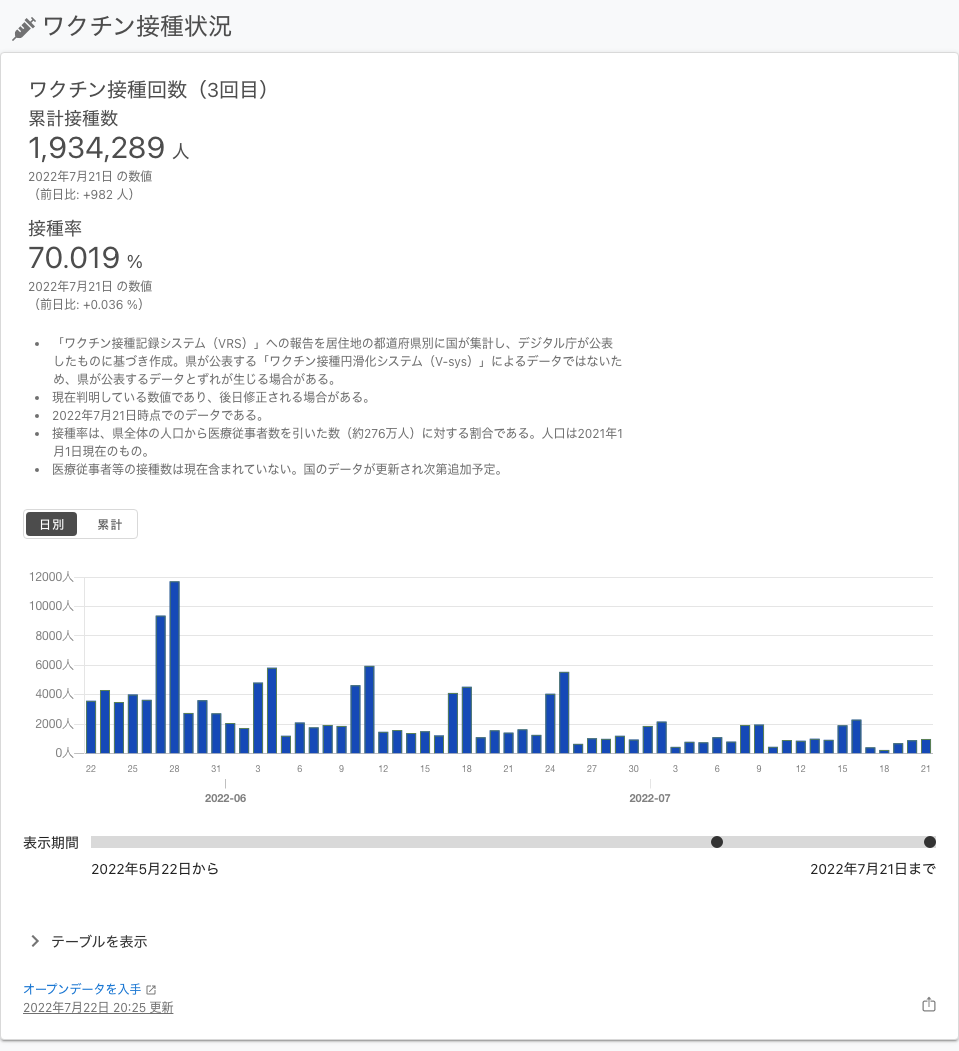 ワクチン接種状況
ワクチン接種回数（3回目）
累計接種数
1,934,289 人
2022年7月21日 の数値
（前日比: +982 人）
接種率
70.019 %
2022年7月21日 の数値
（前日比: +0.036 %）
• 「ワクチン接種記録システム（VRS）」への報告を居住地の都道府県別に国が集計し、デジタル庁が公表
したものに基づき作成。県が公表する「ワクチン接種円滑化システム（V-sys）」によるデータではないた
め、県が公表するデータとずれが生じる場合がある。
• 現在判明している数値であり、後日修正される場合がある。
• 2022年7月21日時点でのデータである。
• 接種率は、県全体の人口から医療従事者数を引いた数（約276万人）に対する割合である。人口は2021年1
月1日現在のもの。
• 医療従事者等の接種数は現在含まれていない。国のデータが更新され次第追加予定。
日別 累計
12000人
10000人
8000人
6000人
4000人
2000人
0人
22 25 28 31 3 6 9 12 15 18 21 24 27 30 3 6 9 12 15 18 21
2022-06 2022-07
表示期間
2022年5月22日から 2022年7月21日まで
テーブルを表示
オープンデータを入手
2022年7月22日 20:25 更新